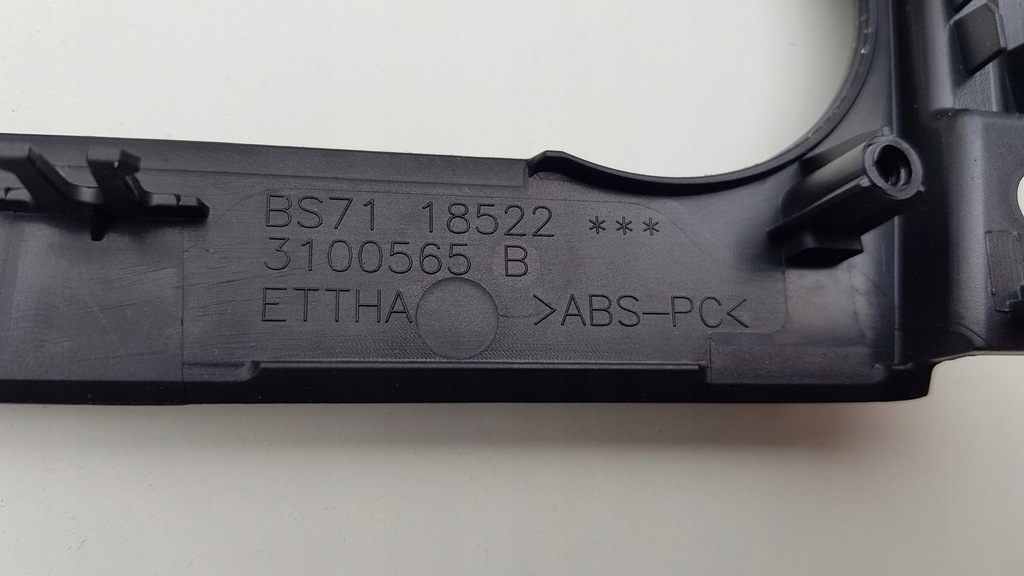 BS71 18522 ***
3100565 B
ETTHA >ABS-PC<